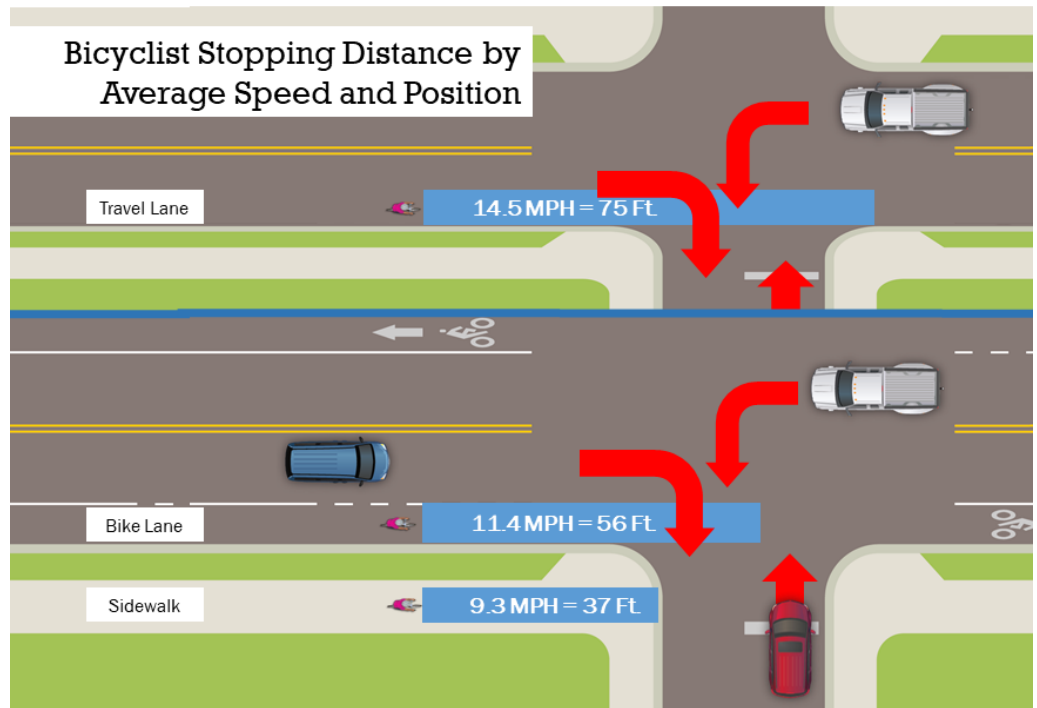 Bicyclist Stopping Distance by
Average Speed and Position
Travel Lane
14.5 MPH = 75 Ft.
Bike Lane
11.4 MPH = 56 Ft.
Sidewalk
9.3 MPH = 37 Ft.